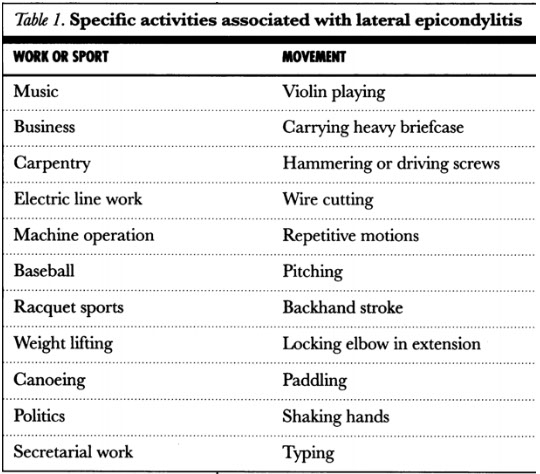 Table 1. Specific activities associated with lateral epicondylitis
WORK OR SPORT MOVEMENT
Music Violin playing
Business Carrying heavy briefcase
Carpentry Hammering or driving screws
Electric line work Wire cutting
Machine operation Repetitive motions
Baseball Pitching
Racquet sports Backhand stroke
Weight lifting Locking elbow in extension
Canoeing Paddling
Politics Shaking hands
Secretarial work Typing